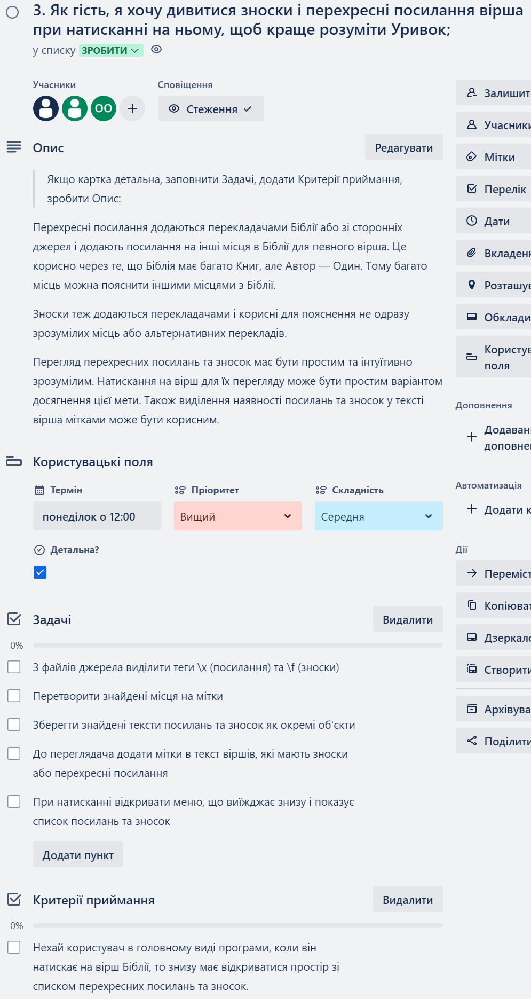 3. Як гість, я хочу дивитися зноски і перехресні посилання вірша
при натисканні на ньому, щоб краще розуміти Уривок;
у списку ЗРОБИТИ
Учасники
Сповіщення
ОО
Стеження
Опис
Редагувати
Якщо картка детальна, заповнити Задачі, додати Критерії приймання,
зробити Опис:
Перехресні посилання додаються перекладачами Біблії або зі сторонніх
джерел і додають посилання на інші місця в Біблії для певного вірша. Це
корисно через те, що Біблія має багато Книг, але Автор — Один. Тому багато
місць можна пояснити іншими місцями з Біблії.
Зноски теж додаються перекладачами і корисні для пояснення не одразу
зрозумілих місць або альтернативних перекладів.
Перегляд перехресних посилань та зносок має бути простим та інтуїтивно
зрозумілим. Натискання на вірш для їх перегляду може бути простим варіантом
досягнення цієї мети. Також виділення наявності посилань та зносок у тексті
вірша мітками може бути корисним.
Користувацькі поля
Термін
Пріоритет
Складність
понеділок о 12:00
Вищий
Середня
Детальна?
Задачі
Видалити
0%
З файлів джерела виділити теги \x (посилання) та \f (зноски)
Перетворити знайдені місця на мітки
Зберегти знайдені тексти посилань та зносок як окремі об'єкти
До переглядача додати мітки в текст віршів, які мають зноски
або перехресні посилання
При натисканні відкривати меню, що виїжджає знизу і показує
список посилань та зносок
Додати пункт
Критерії приймання
Видалити
0%
Нехай користувач в головному виді програми, коли він
натискає на вірш Біблії, то знизу має відкриватися простір зі
списком перехресних посилань та зносок.
Залишит
Учасники
Мітки
Перелік
Дати
Вкладенн
Розташув
Обклади
Користув
поля
Доповнення
Додаван
доповне
Автоматизація
Додати к
Дії
Переміст
Копіюват
Дзеркало
Створити
Архівува
Поділити